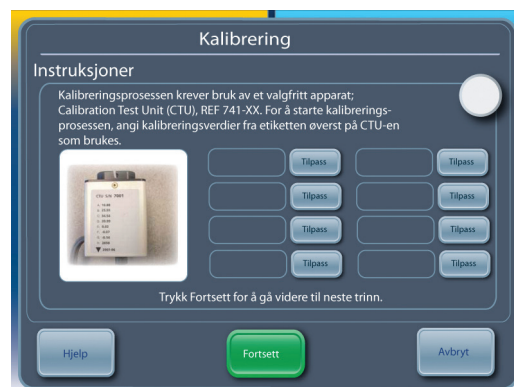 Kalibrering
Instruksjoner
Kalibreringsprosessen krever bruk av et valgfritt apparat;
Calibration Test Unit (CTU), REF 741-XX. For å starte kalibrerings-
prosessen, angi kalibreringsverdier fra etiketten øverst på CTU-en
som brukes.
CTU S/N 7001
Tilpass Tilpass
Tilpass Tilpass
Tilpass Tilpass
Tilpass Tilpass
Trykk Fortsett for å gå videre til neste trinn.
Hjelp Fortsett Avbryt